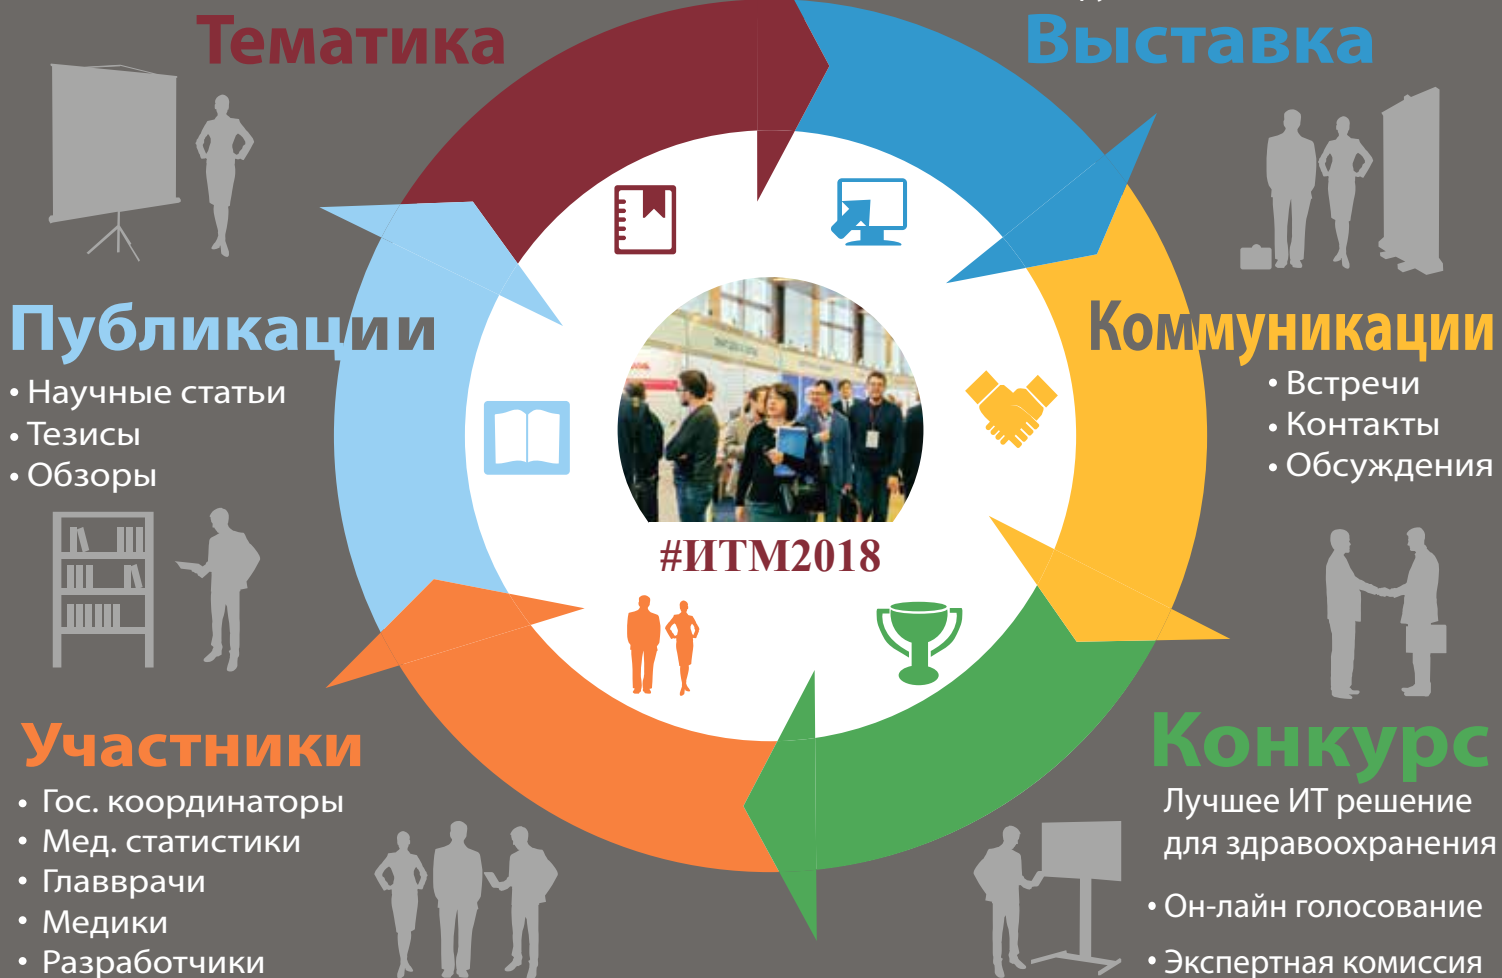 Тематика
Выставка
Публикации
• Научные статьи
• Тезисы
• Обзоры
Коммуникации
• Встречи
• Контакты
• Обсуждения
#ИТМ2018
Участники
• Гос. координаторы
• Мед. статистики
• Главврачи
• Медики
• Разработчики
Конкурс
Лучшее ИТ решение
для здравоохранения
• Он-лайн голосование
• Экспертная комиссия